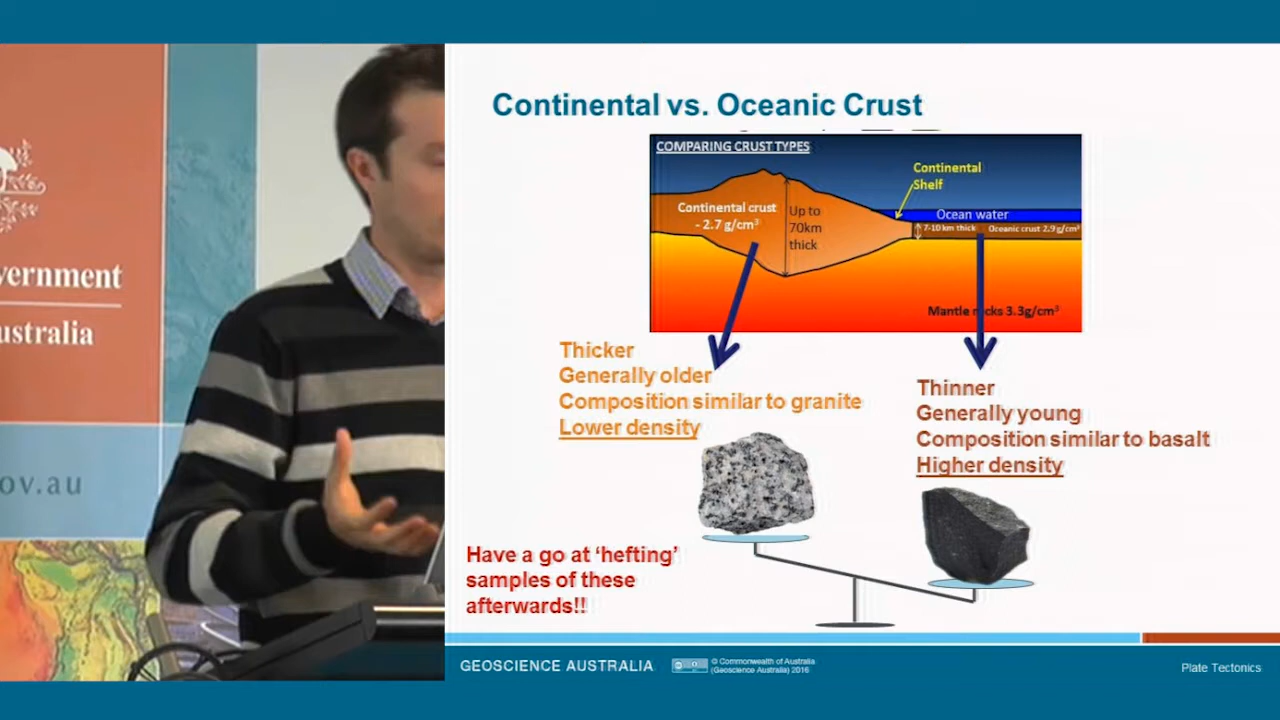 vernment
ustralia
ov.au
Continental vs. Oceanic Crust
COMPARING CRUST TYPES
Continental
Shelf
Continental crust
- 2.7 g/cm³
Up to
70km
thick
Ocean water
7-10 km thick
Oceanic crust 2.9 g/cm³
Mantle rocks 3.3g/cm³
Thicker
Generally older
Composition similar to granite
Lower density
Thinner
Generally young
Composition similar to basalt
Higher density
Have a go at ‘hefting’
samples of these
afterwards!!
GEOSCIENCE AUSTRALIA
© Commonwealth of Australia
(Geoscience Australia) 2016
Plate Tectonics